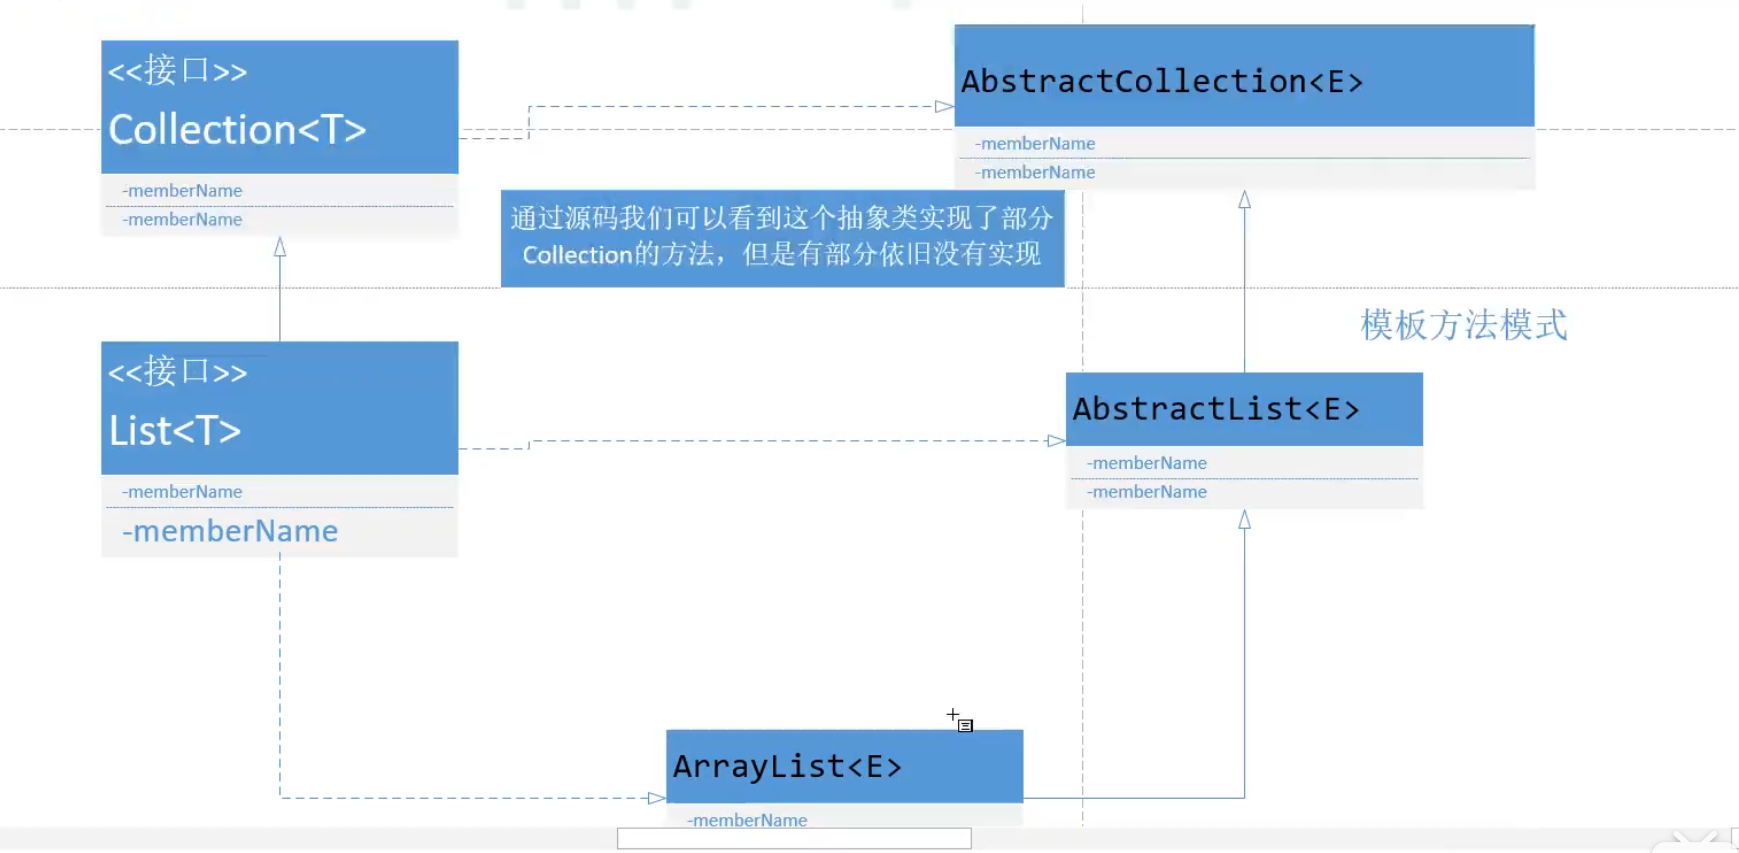 <<接口>>
Collection<T>
-memberName
-memberName
AbstractCollection<E>
-memberName
-memberName
通过源码我们可以看到这个抽象类实现了部分
Collection的方法，但是有部分依旧没有实现
模板方法模式
<<接口>>
List<T>
-memberName
-memberName
AbstractList<E>
-memberName
-memberName
ArrayList<E>
-memberName